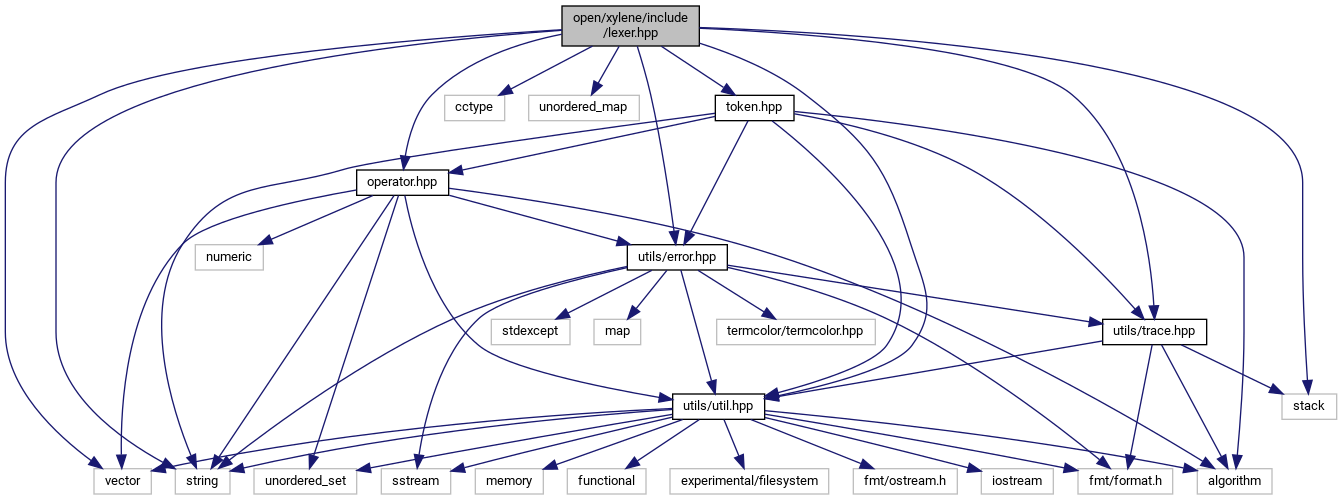 open/xylene/include
/lexer.hpp
cctype
unordered_map
token.hpp
operator.hpp
numeric
utils/error.hpp
stdexcept
map
termcolor/termcolor.hpp
utils/trace.hpp
utils/util.hpp
stack
vector
string
unordered_set
sstream
memory
functional
experimental/filesystem
fmt/ostream.h
iostream
fmt/format.h
algorithm